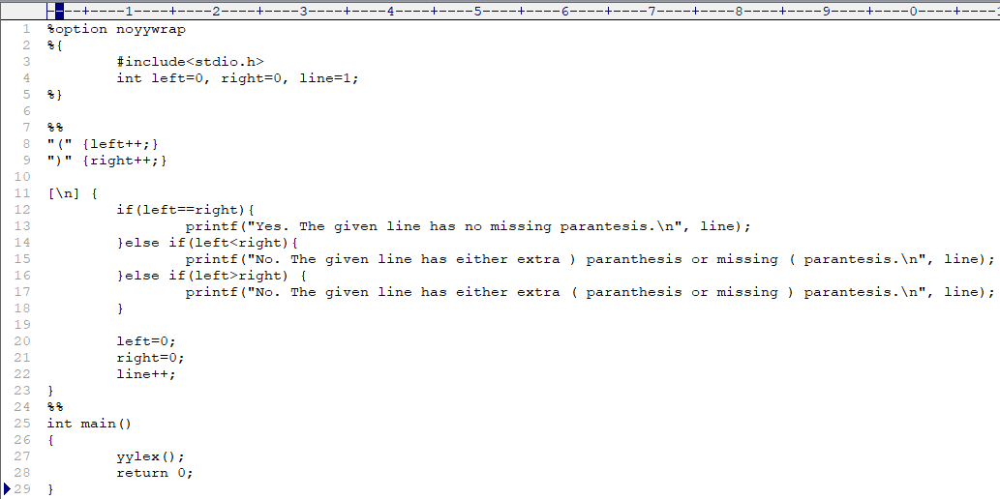 --+----1----+----2----+----3----+----4----+----5----+----6----+----7----+----8----+----9----+----0----+----1
1 %option noyywrap
2 %{
3 #include<stdio.h>
4 int left=0, right=0, line=1;
5 %}
6
7 %%
8 "(" {left++;}
9 ")" {right++;}
10
11 [\n] {
12 if(left==right){
13 printf("Yes. The given line has no missing parantesis.\n", line);
14 }else if(left<right){
15 printf("No. The given line has either extra ) paranthesis or missing ( parantesis.\n", line);
16 }else if(left>right) {
17 printf("No. The given line has either extra ( paranthesis or missing ) parantesis.\n", line);
18 }
19
20 left=0;
21 right=0;
22 line++;
23 }
24 %%
25 int main()
26 {
27 yylex();
28 return 0;
29 }